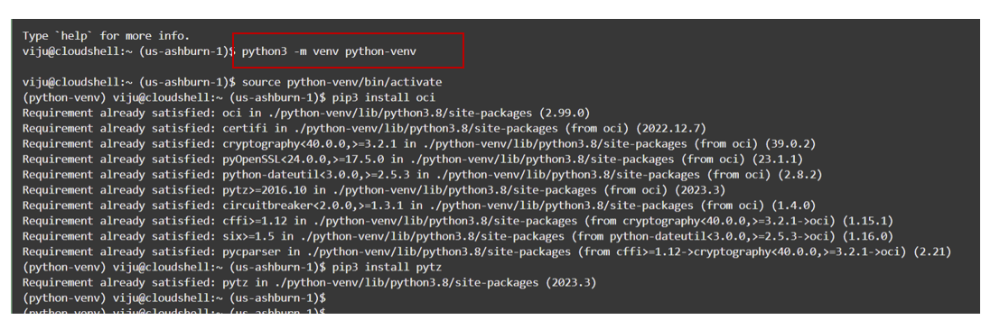 Type `help` for more info.
viju@cloudshell:~ (us-ashburn-1)$ python3 -m venv python-venv
viju@cloudshell:~ (us-ashburn-1)$ source python-venv/bin/activate
(python-venv) viju@cloudshell:~ (us-ashburn-1)$ pip3 install oci
Requirement already satisfied: oci in ./python-venv/lib/python3.8/site-packages (2.99.0)
Requirement already satisfied: certifi in ./python-venv/lib/python3.8/site-packages (from oci) (2022.12.7)
Requirement already satisfied: cryptography<40.0.0,>=3.2.1 in ./python-venv/lib/python3.8/site-packages (from oci) (39.0.2)
Requirement already satisfied: pyOpenSSL<24.0.0,>=17.5.0 in ./python-venv/lib/python3.8/site-packages (from oci) (23.1.1)
Requirement already satisfied: python-dateutil<3.0.0,>=2.5.3 in ./python-venv/lib/python3.8/site-packages (from oci) (2.8.2)
Requirement already satisfied: pytz>=2016.10 in ./python-venv/lib/python3.8/site-packages (from oci) (2023.3)
Requirement already satisfied: circuitbreaker<2.0.0,>=1.3.1 in ./python-venv/lib/python3.8/site-packages (from oci) (1.4.0)
Requirement already satisfied: cffi>=1.12 in ./python-venv/lib/python3.8/site-packages (from cryptography<40.0.0,>=3.2.1->oci) (1.15.1)
Requirement already satisfied: six>=1.5 in ./python-venv/lib/python3.8/site-packages (from python-dateutil<3.0.0,>=2.5.3->oci) (1.16.0)
Requirement already satisfied: pycparser in ./python-venv/lib/python3.8/site-packages (from cffi>=1.12->cryptography<40.0.0,>=3.2.1->oci) (2.21)
(python-venv) viju@cloudshell:~ (us-ashburn-1)$ pip3 install pytz
Requirement already satisfied: pytz in ./python-venv/lib/python3.8/site-packages (2023.3)
(python-venv) viju@cloudshell:~ (us-ashburn-1)$
(python-venv) viju@cloudshell:~ (us-ashburn-1)$